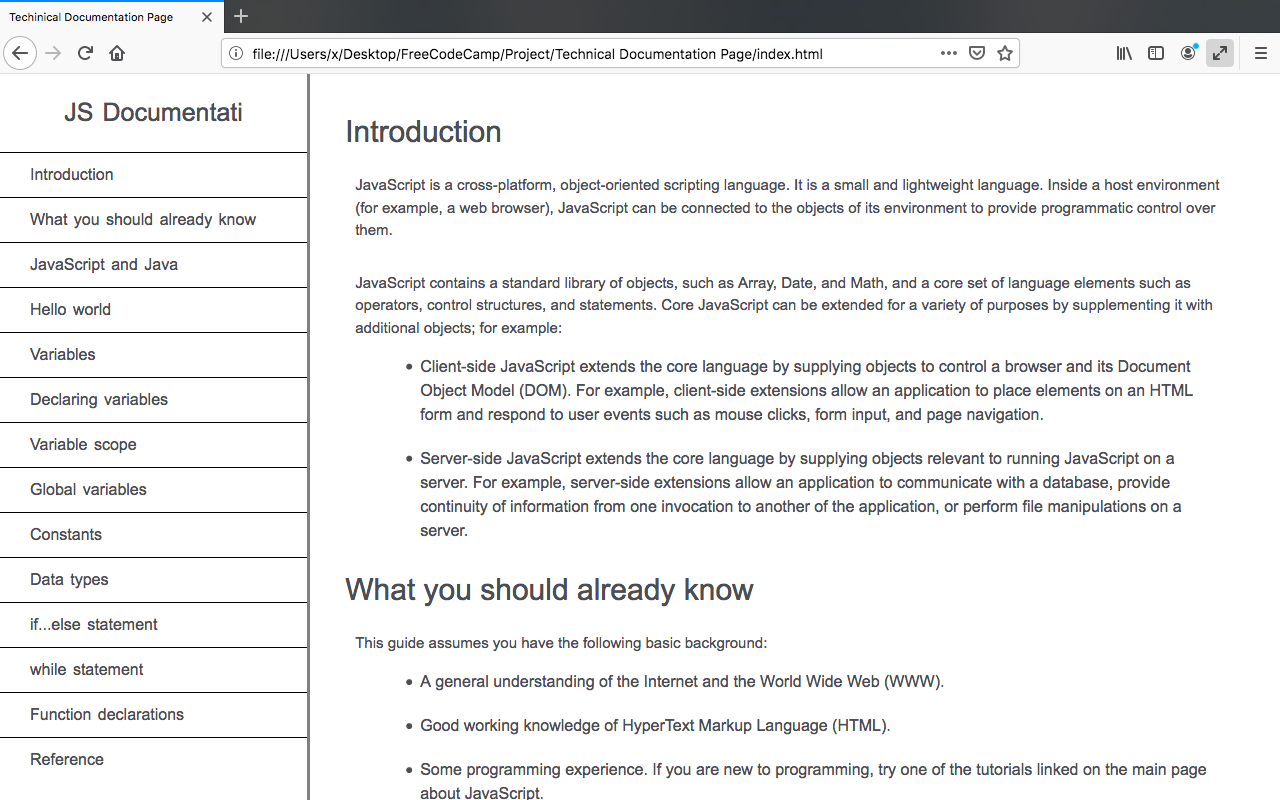 Techinical Documentation Page
file:///Users/x/Desktop/FreeCodeCamp/Project/Technical Documentation Page/index.html
JS Documentati
Introduction
What you should already know
JavaScript and Java
Hello world
Variables
Declaring variables
Variable scope
Global variables
Constants
Data types
if...else statement
while statement
Function declarations
Reference
Introduction
JavaScript is a cross-platform, object-oriented scripting language. It is a small and lightweight language. Inside a host environment
(for example, a web browser), JavaScript can be connected to the objects of its environment to provide programmatic control over
them.
JavaScript contains a standard library of objects, such as Array, Date, and Math, and a core set of language elements such as
operators, control structures, and statements. Core JavaScript can be extended for a variety of purposes by supplementing it with
additional objects; for example:
• Client-side JavaScript extends the core language by supplying objects to control a browser and its Document
Object Model (DOM). For example, client-side extensions allow an application to place elements on an HTML
form and respond to user events such as mouse clicks, form input, and page navigation.
• Server-side JavaScript extends the core language by supplying objects relevant to running JavaScript on a
server. For example, server-side extensions allow an application to communicate with a database, provide
continuity of information from one invocation to another of the application, or perform file manipulations on a
server.
What you should already know
This guide assumes you have the following basic background:
• A general understanding of the Internet and the World Wide Web (WWW).
• Good working knowledge of HyperText Markup Language (HTML).
• Some programming experience. If you are new to programming, try one of the tutorials linked on the main page
about JavaScript.